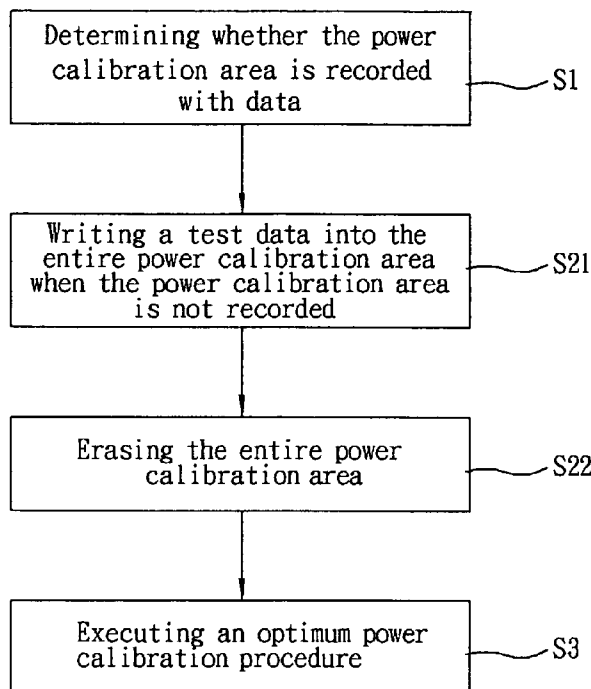 Determining whether the power
calibration area is recorded
with data
S1
Writing a test data into the
entire power calibration area
when the power calibration area
is not recorded
S21
Erasing the entire power
calibration area
S22
Executing an optimum power
calibration procedure
S3